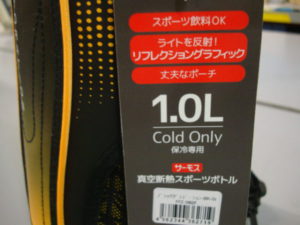 スポーツ飲料OK
ライトを反射!
リフレクショングラフィック
丈夫なポーチ
1.0L
Cold Only
保冷専用
サーモス
真空断熱スポーツボトル